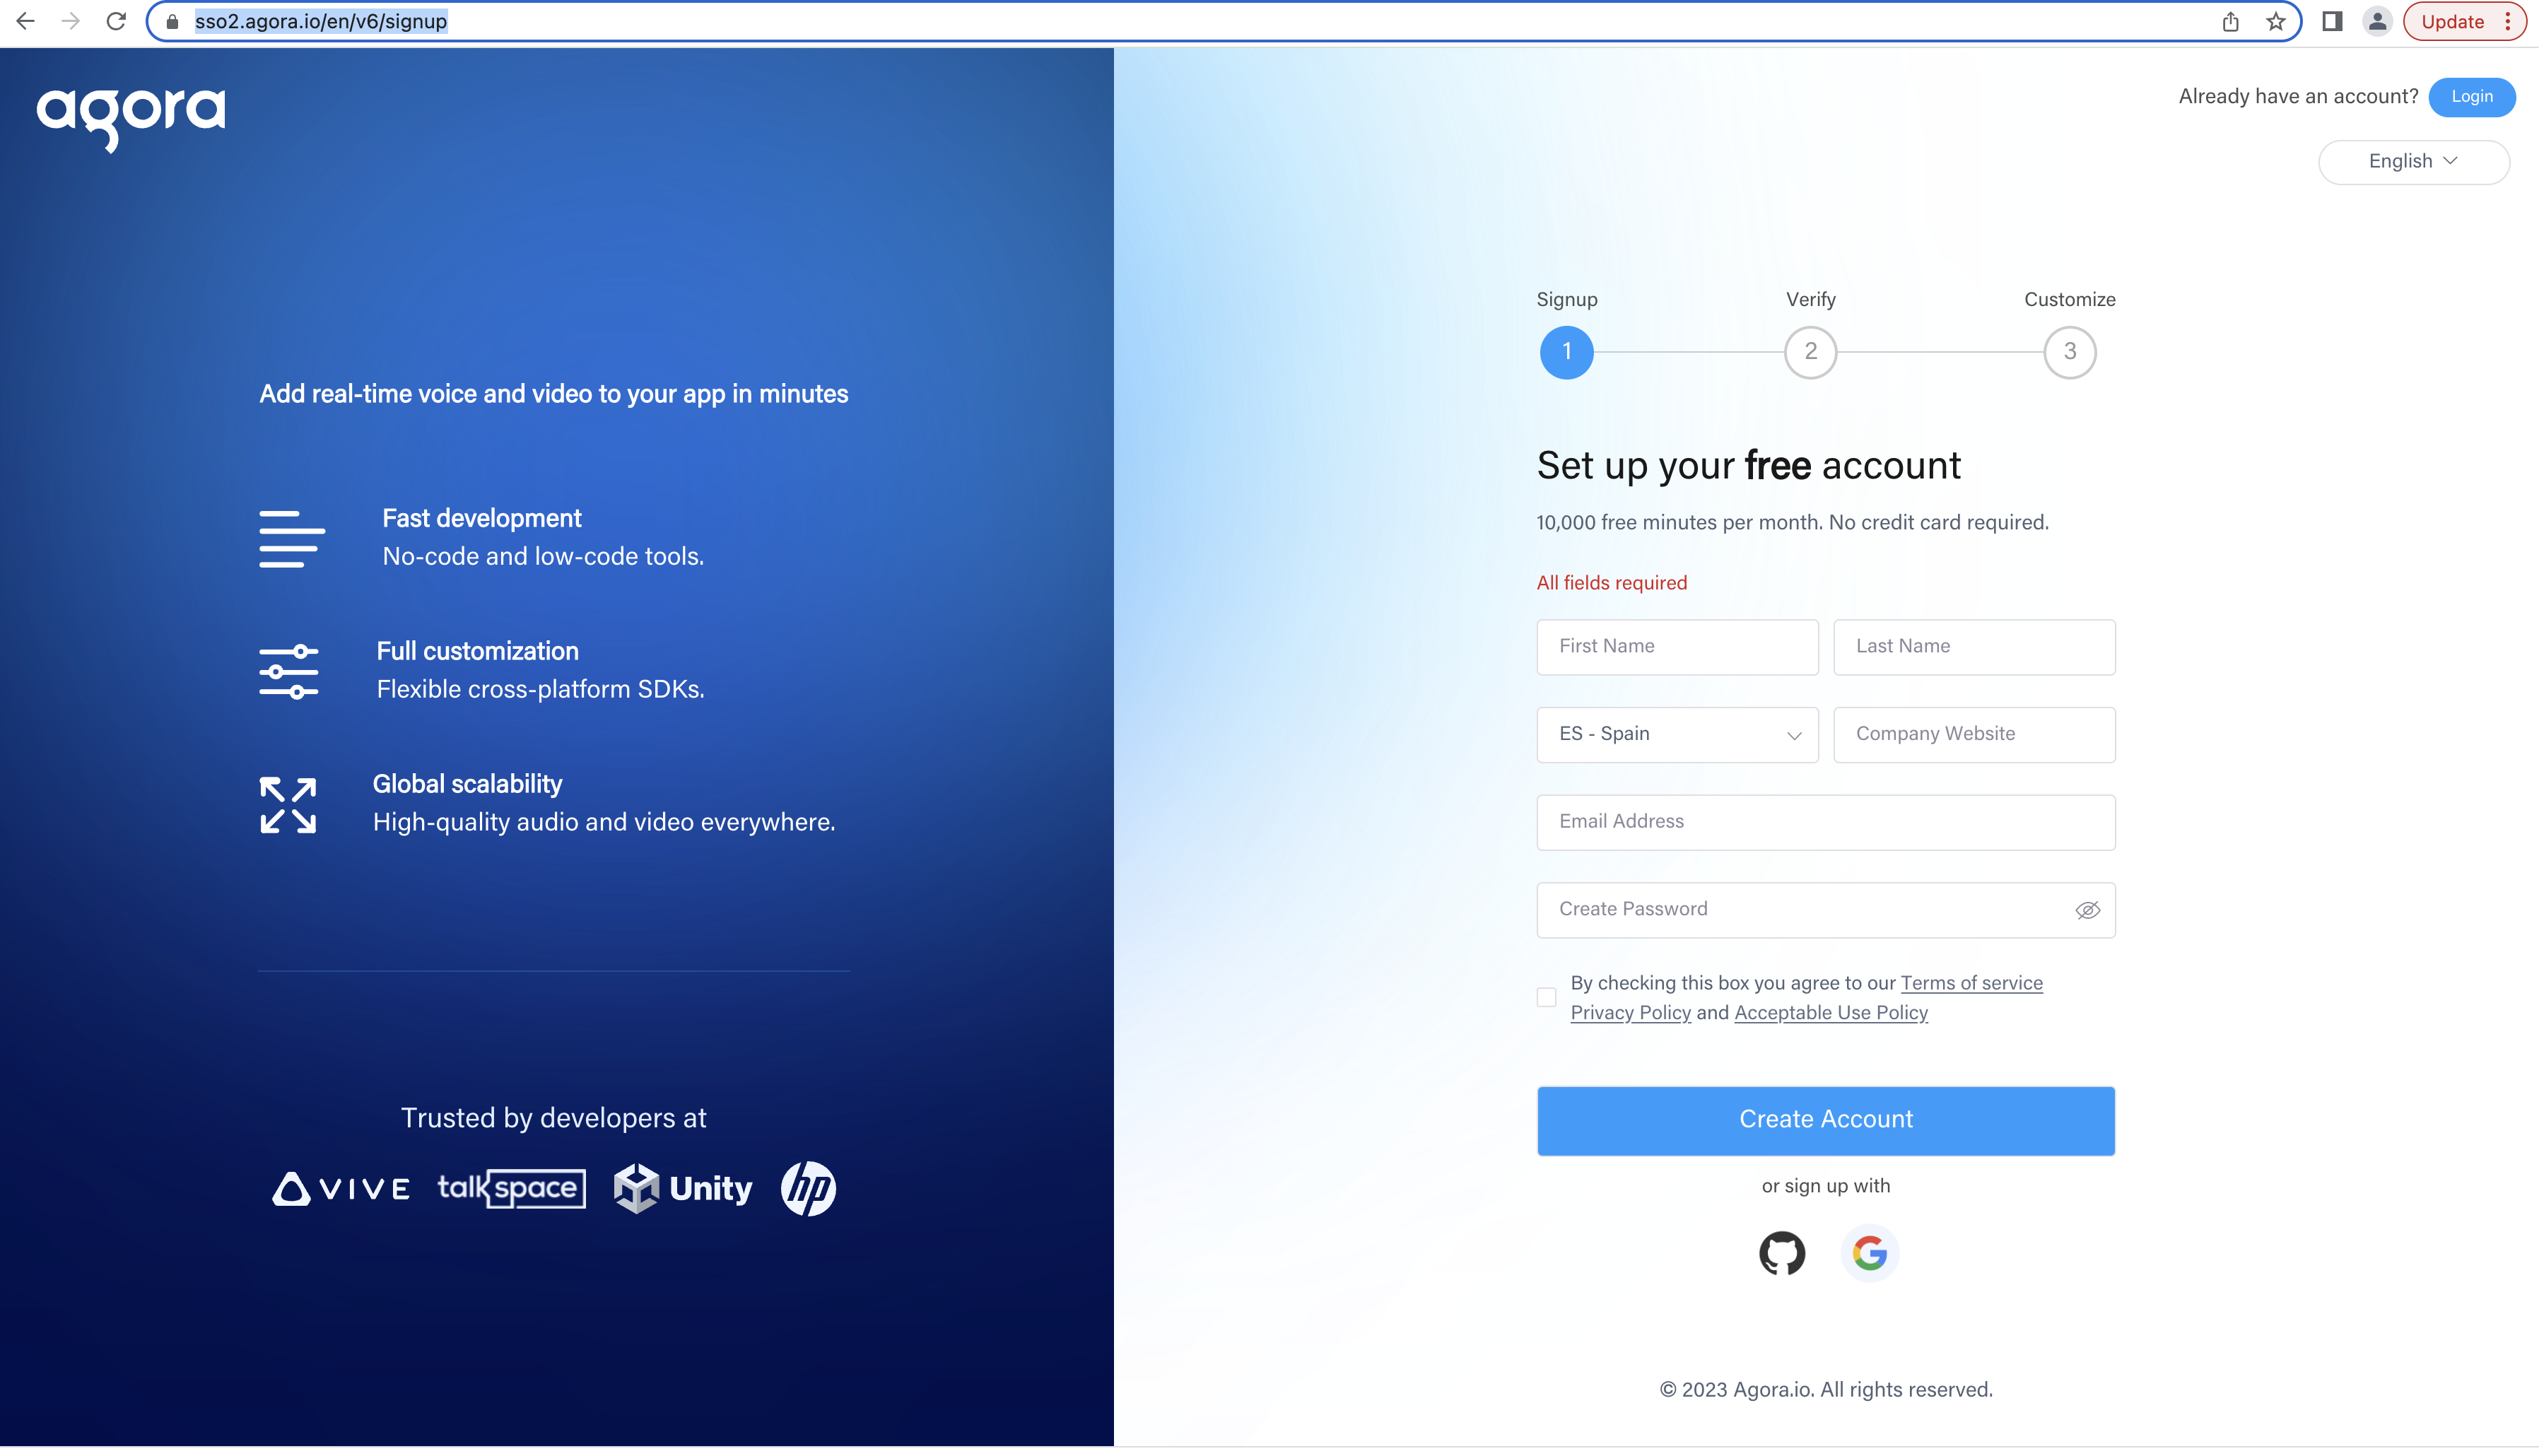 sso2.agora.io/en/v6/signup
Update
agora
Already have an account?
Login
English
Add real-time voice and video to your app in minutes
Fast development
No-code and low-code tools.
Full customization
Flexible cross-platform SDKs.
Global scalability
High-quality audio and video everywhere.
Trusted by developers at
VIVE
talkspace
Unity
hp
Signup
Verify
Customize
1
2
3
Set up your free account
10,000 free minutes per month. No credit card required.
All fields required
First Name
Last Name
ES - Spain
Company Website
Email Address
Create Password
By checking this box you agree to our Terms of service
Privacy Policy and Acceptable Use Policy
Create Account
or sign up with
G
© 2023 Agora.io. All rights reserved.